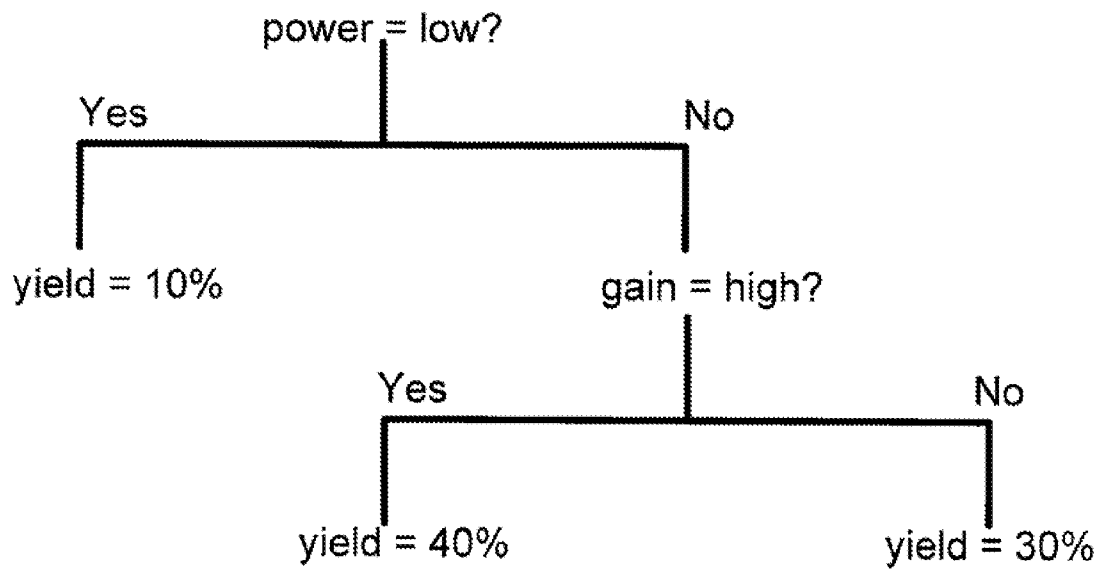 power = low?
Yes
No
yield = 10%
gain = high?
Yes
No
yield = 40%
yield = 30%